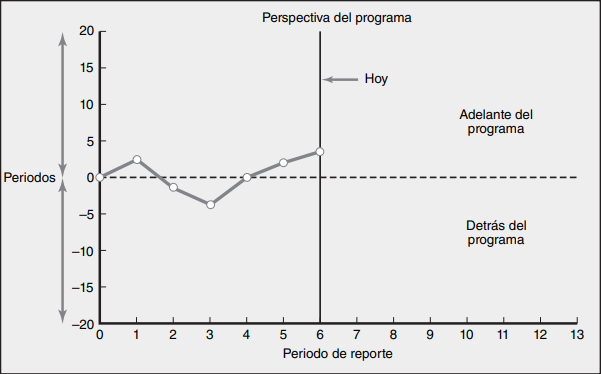 Perspectiva del programa
20
15
Hoy
10
Adelante del
programa
5
Periodos
0
Detrás del
programa
–5
–10
–15
–20
0 1 2 3 4 5 6 7 8 9 10 11 12 13
Periodo de reporte